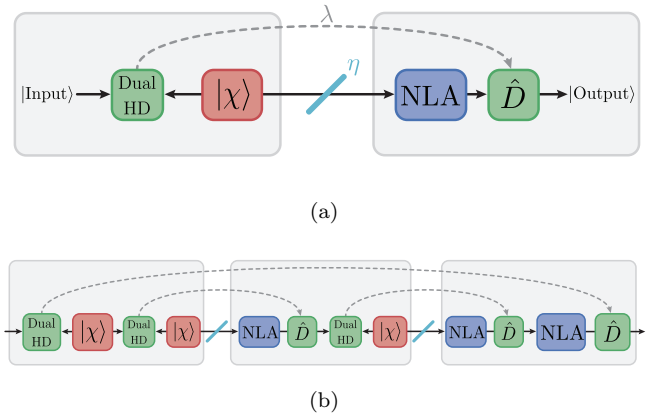 λ
η
|Input⟩ Dual HD |χ⟩ NLA D̂ |Output⟩
(a)
Dual HD |χ⟩ Dual HD |χ⟩ NLA D̂ Dual HD |χ⟩ NLA D̂ NLA D̂
(b)